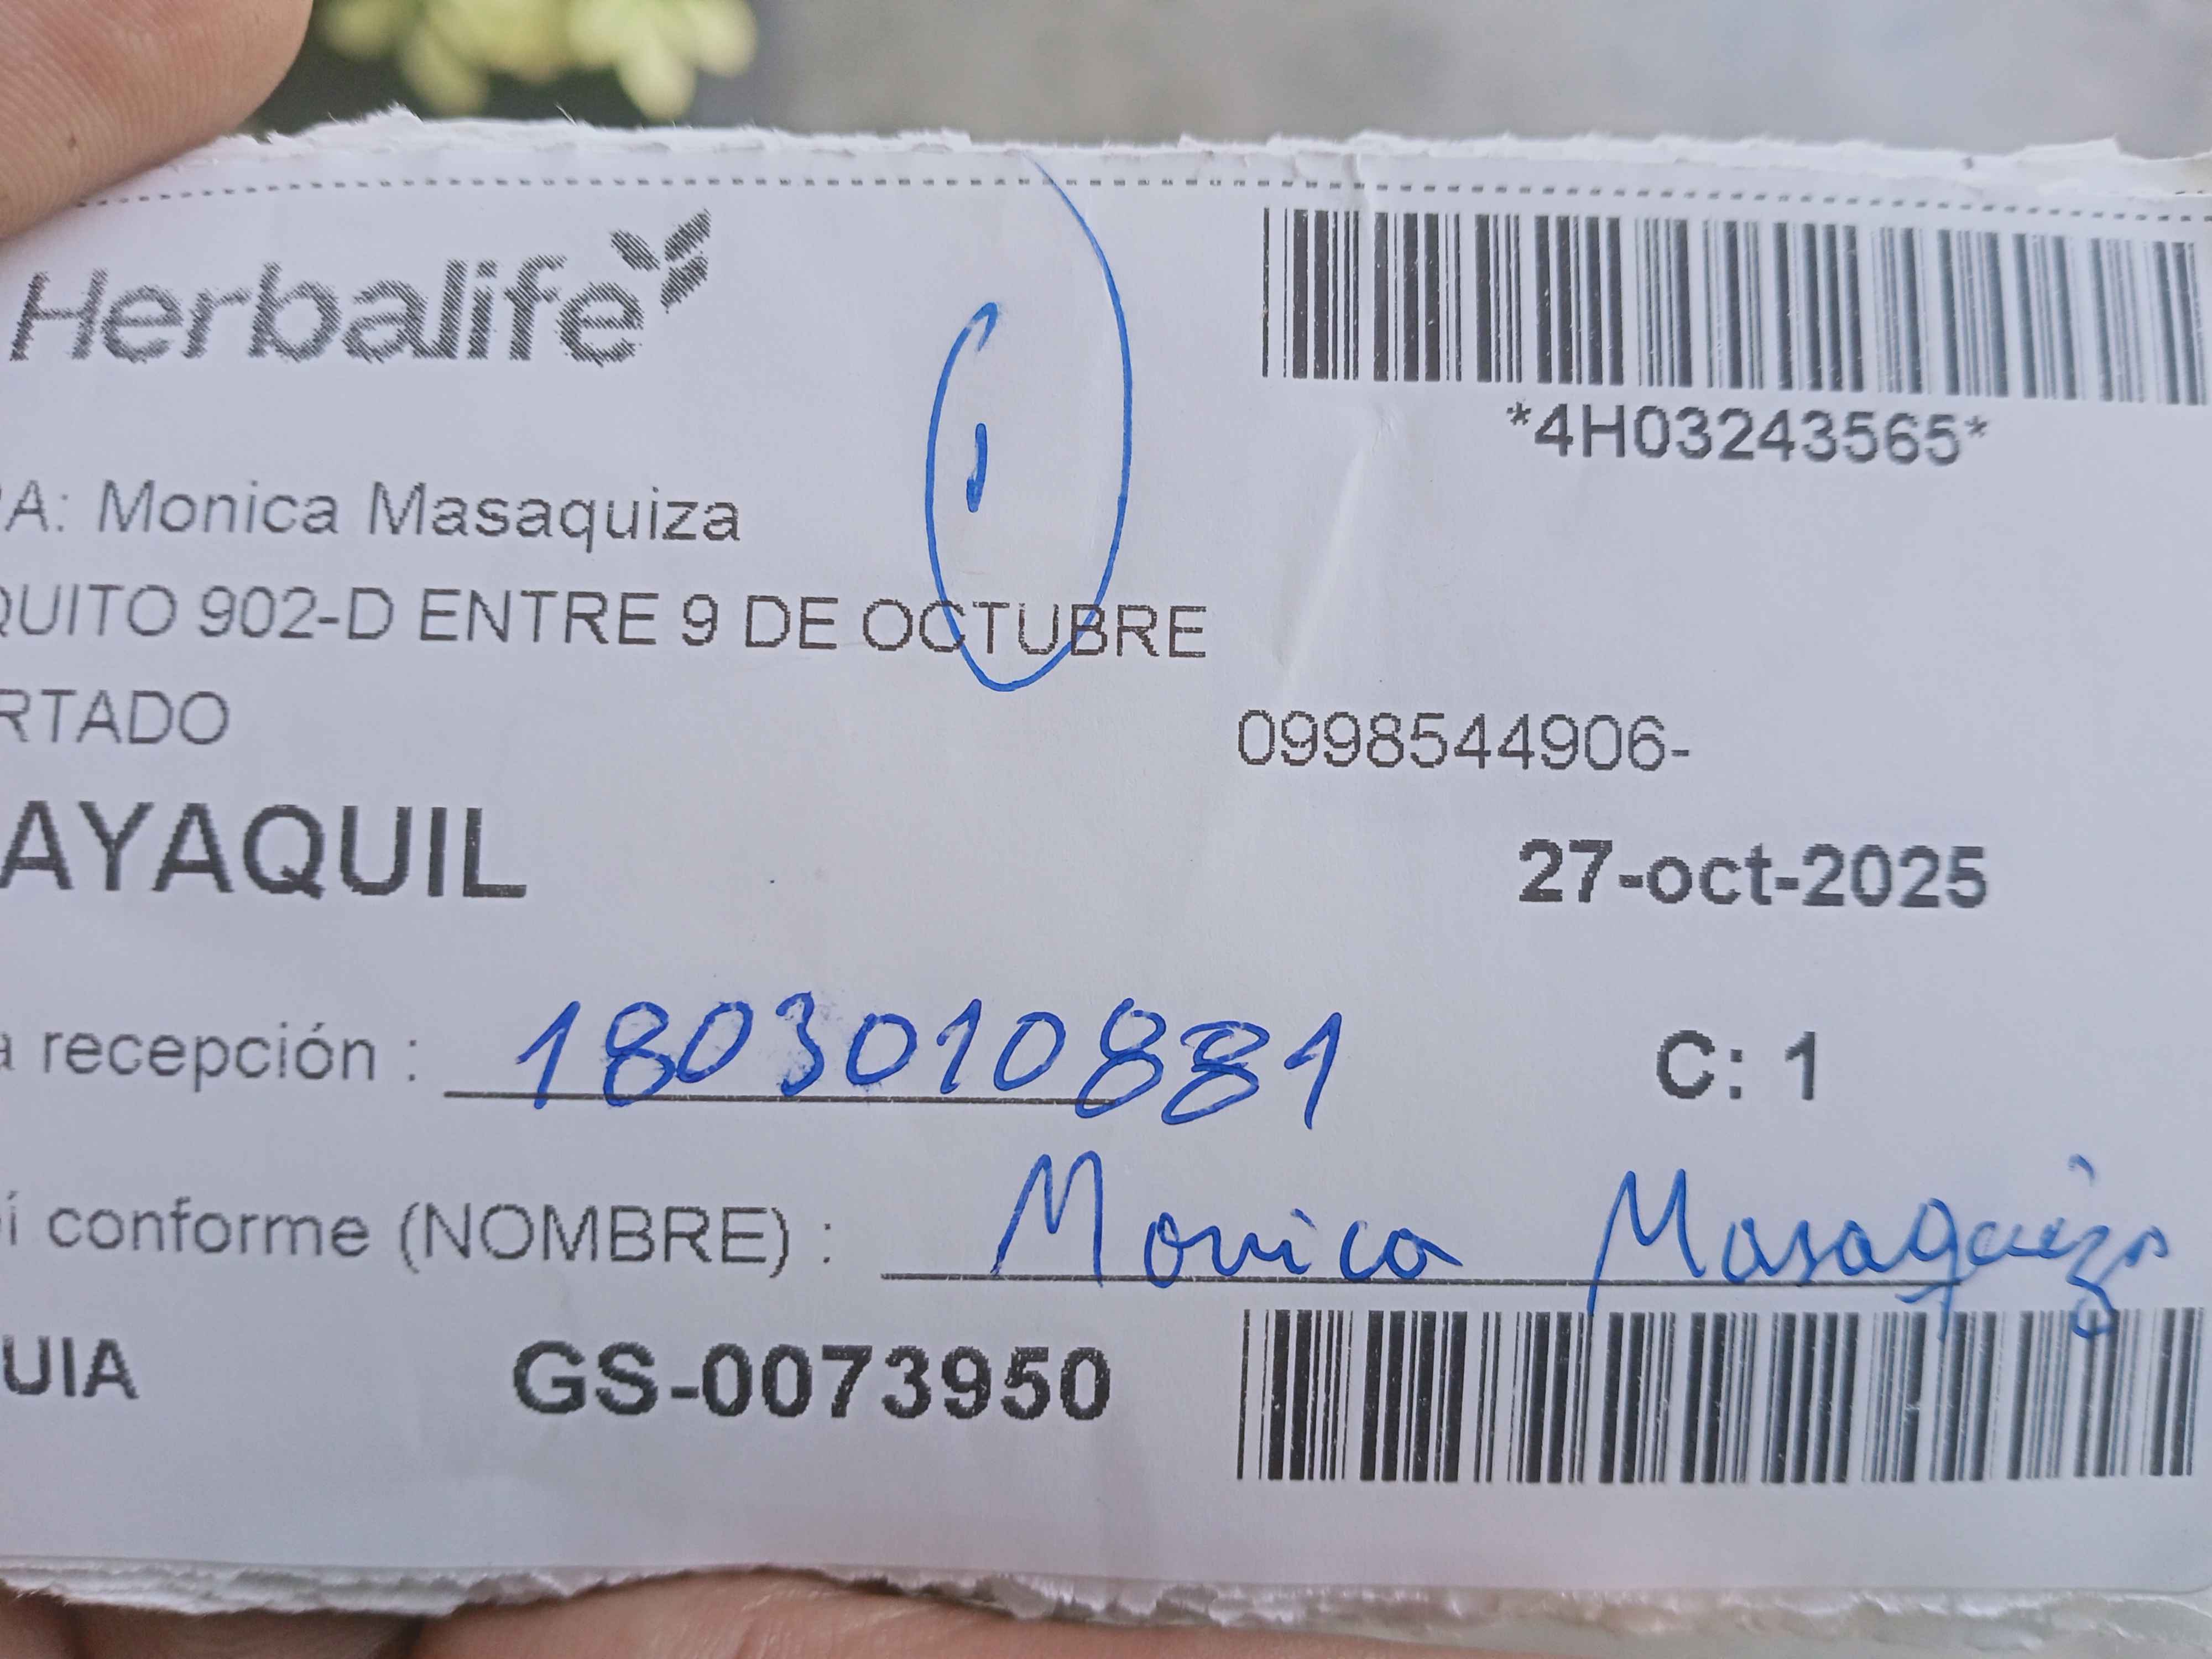 Herbalife
*4H03243565*
A: Monica Masaquiza
QUITO 902-D ENTRE 9 DE OCTUBRE
RTADO
0998544906-
AYAQUIL
27-oct-2025
a recepción : 1803010881
C: 1
í conforme (NOMBRE) : Monica Masaquiza
UIA GS-0073950